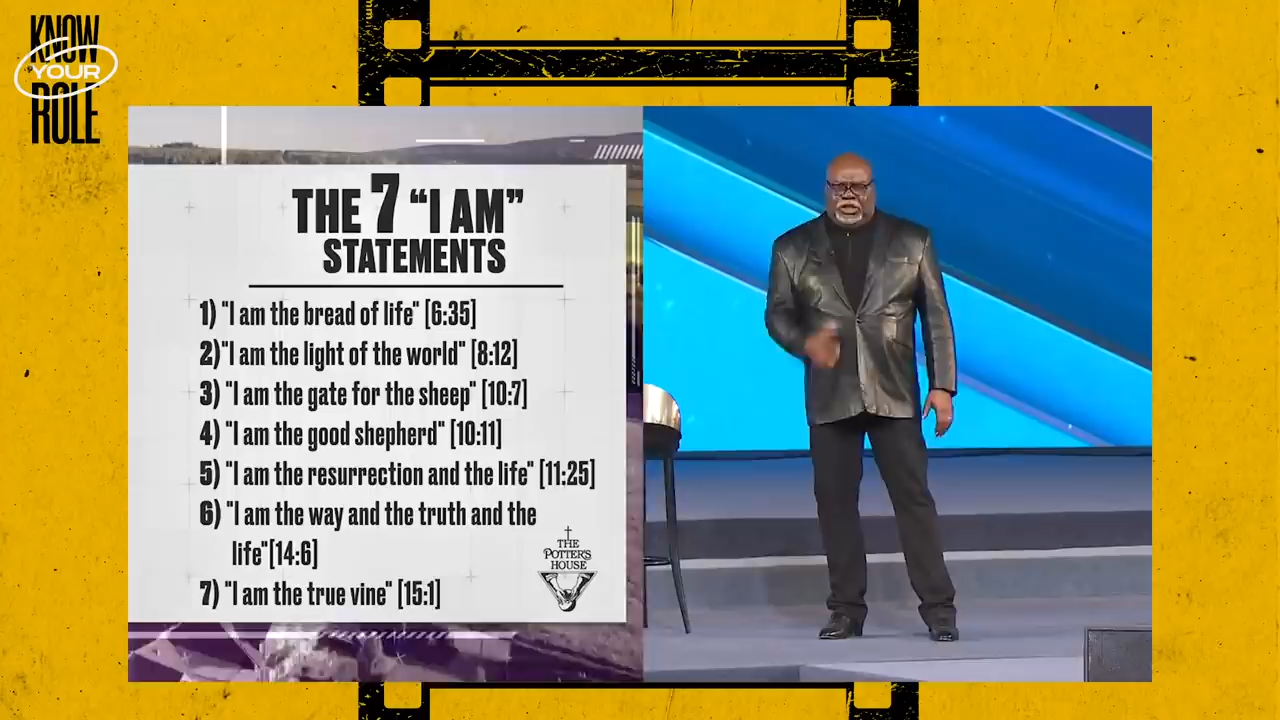 KNOW
YOUR
ROLE
THE 7 “I AM”
STATEMENTS
1) "I am the bread of life" [6:35]
2)"I am the light of the world" [8:12]
3) "I am the gate for the sheep" [10:7]
4) "I am the good shepherd" [10:11]
5) "I am the resurrection and the life" [11:25]
6) "I am the way and the truth and the
life"[14:6]
7) "I am the true vine" [15:1]
THE
POTTER'S
HOUSE